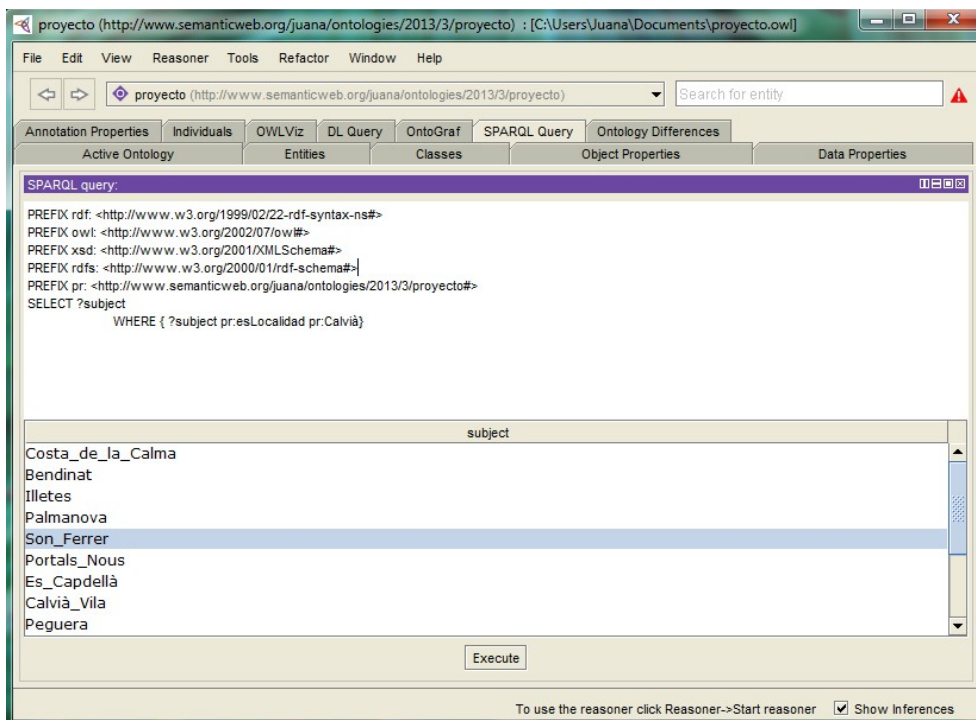 proyecto (http://www.semanticweb.org/juana/ontologies/2013/3/proyecto) : [C:\Users\Juana\Documents\proyecto.owl]
File Edit View Reasoner Tools Refactor Window Help
proyecto (http://www.semanticweb.org/juana/ontologies/2013/3/proyecto) Search for entity
Annotation Properties Individuals OWLViz DL Query OntoGraf SPARQL Query Ontology Differences
Active Ontology Entities Classes Object Properties Data Properties
SPARQL query:
PREFIX rdf: <http://www.w3.org/1999/02/22-rdf-syntax-ns#>
PREFIX owl: <http://www.w3.org/2002/07/owl#>
PREFIX xsd: <http://www.w3.org/2001/XMLSchema#>
PREFIX rdfs: <http://www.w3.org/2000/01/rdf-schema#>
PREFIX pr: <http://www.semanticweb.org/juana/ontologies/2013/3/proyecto#>
SELECT ?subject
WHERE { ?subject pr:esLocalidad pr:Calvià}
subject
Costa_de_la_Calma
Bendinat
Illetes
Palmanova
Son_Ferrer
Portals_Nous
Es_Capdellà
Calvià_Vila
Peguera
Execute
To use the reasoner click Reasoner->Start reasoner Show Inferences